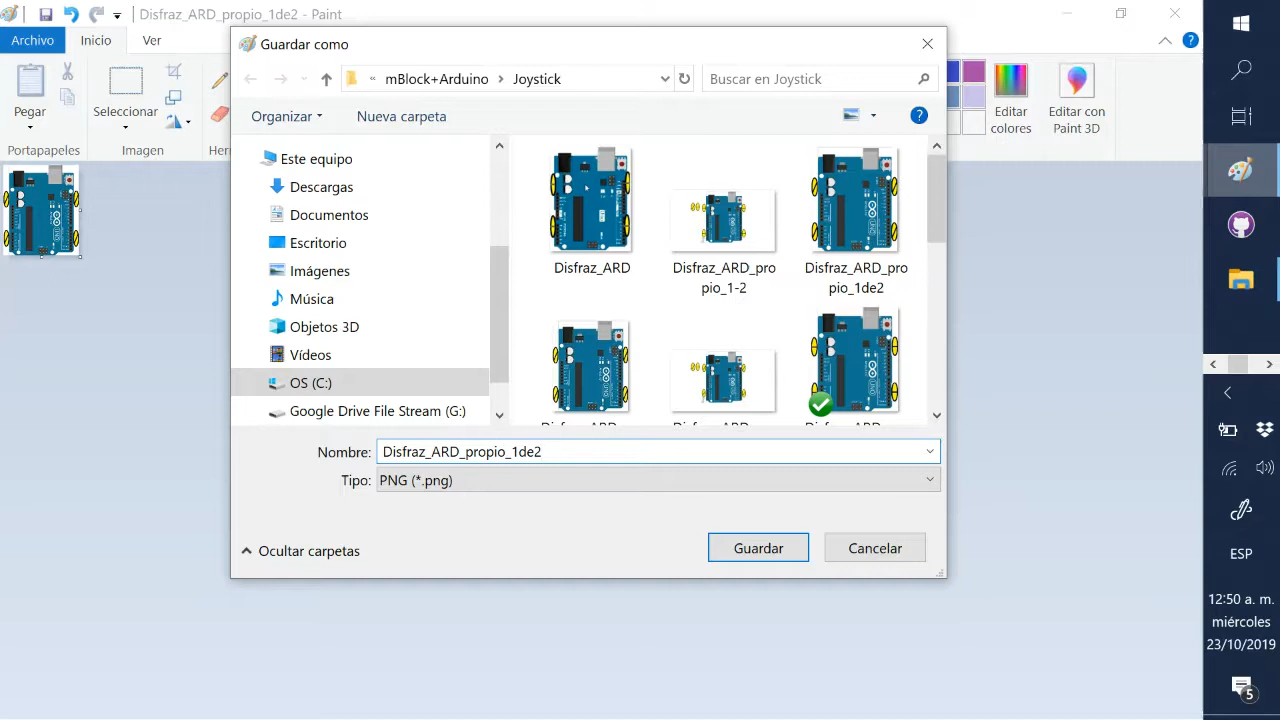 Disfraz_ARD_propio_1de2 - Paint
Archivo
Inicio
Ver
Pegar
Seleccionar
Portapapeles
Imagen
Editar
colores
Editar con
Paint 3D
Guardar como
« mBlock+Arduino > Joystick
Buscar en Joystick
Organizar
Nueva carpeta
Este equipo
Descargas
Documentos
Escritorio
Imágenes
Música
Objetos 3D
Vídeos
OS (C:)
Google Drive File Stream (G:)
Disfraz_ARD
Disfraz_ARD_pro
pio_1-2
Disfraz_ARD_pro
pio_1de2
Nombre: Disfraz_ARD_propio_1de2
Tipo: PNG (*.png)
Ocultar carpetas
Guardar
Cancelar
ESP
12:50 a. m.
miércoles
23/10/2019
5